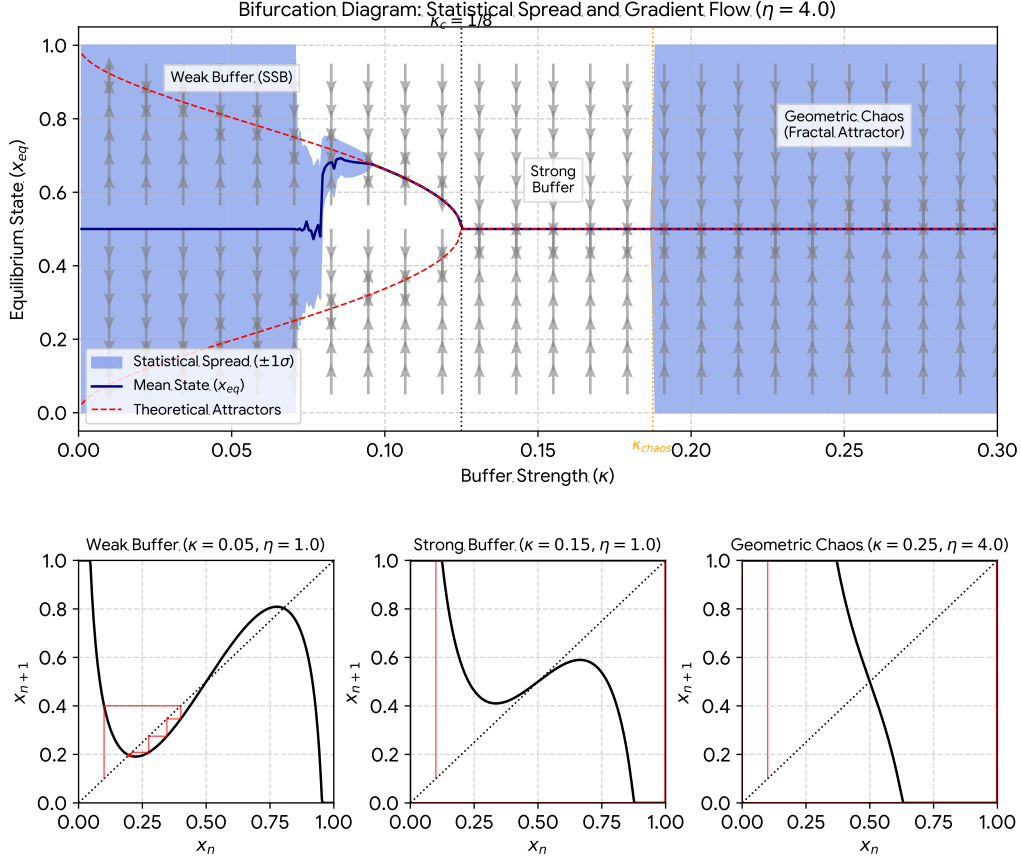 Bifurcation Diagram: Statistical Spread and Gradient Flow (η = 4.0)
κc = 1/8
Equilibrium State (xeq)
1.0
0.8
0.6
0.4
0.2
0.0
Weak Buffer (SSB)
Strong
Buffer
Geometric Chaos
(Fractal Attractor)
Statistical Spread (±1σ)
Mean State (xeq)
Theoretical Attractors
κchaos
0.00 0.05 0.10 0.15 0.20 0.25 0.30
Buffer Strength (κ)
Weak Buffer (κ = 0.05, η = 1.0)
xn + 1
1.0
0.8
0.6
0.4
0.2
0.0
0.00 0.25 0.50 0.75 1.00
xn
Strong Buffer (κ = 0.15, η = 1.0)
xn + 1
1.0
0.8
0.6
0.4
0.2
0.0
0.00 0.25 0.50 0.75 1.00
xn
Geometric Chaos (κ = 0.25, η = 4.0)
xn + 1
1.0
0.8
0.6
0.4
0.2
0.0
0.00 0.25 0.50 0.75 1.00
xn